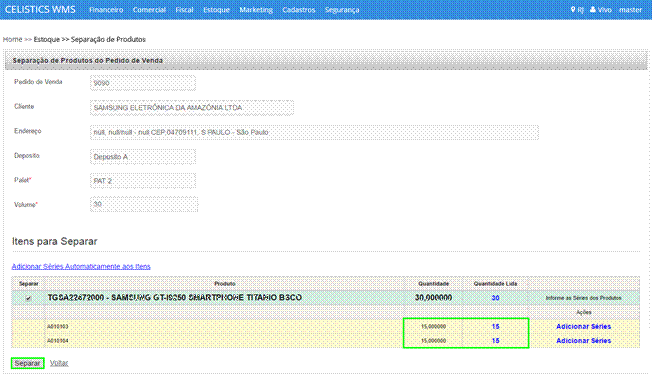 CELISTICS WMS Financeiro Comercial Fiscal Estoque Marketing Cadastros Segurança RJ Vivo master
Home >> Estoque >> Separação de Produtos
Separação de Produtos do Pedido de Venda
Pedido de Venda 9090
Cliente SAMSUNG ELETRÔNICA DA AMAZÔNIA LTDA
Endereço null, null/null - null CEP:04709111, S PAULO - São Paulo
Deposito Deposito A
Palet* PAT 2
Volume* 30
Itens para Separar
Adicionar Séries Automaticamente aos Itens
Separar Produto Quantidade Quantidade Lida
- SAMSUNG GT-I9250 SMARTPHONE TITANIO BSCO 30,000000 30 Informe as Séries dos Produtos
Ações
A010103 15,000000 15 Adicionar Séries
A010104 15,000000 15 Adicionar Séries
Separar Voltar